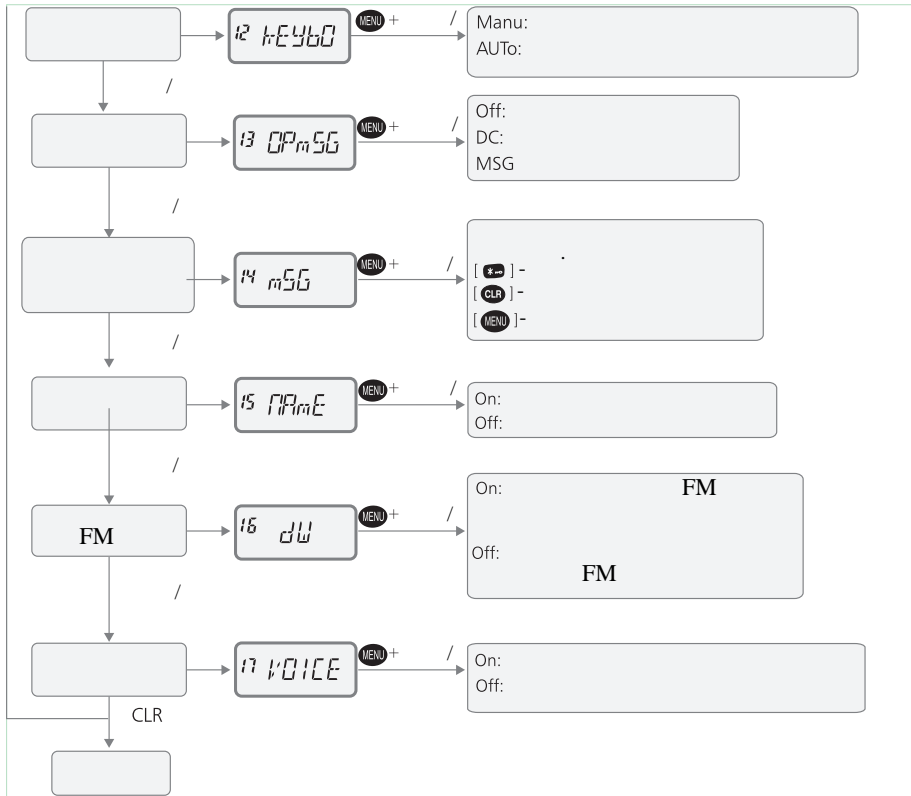 12 kEYbO MENU + / Manu:
AUTo:
/
13 OPmSG MENU + / Off:
DC:
MSG
/
14 mSG MENU + / .
[ * ] -
[ CLR ] -
[ MENU ]-
/
15 NAmE MENU + / On:
Off:
/
FM 16 dW MENU + / On: FM
Off:
FM
/
17 VOICE MENU + / On:
Off:
CLR